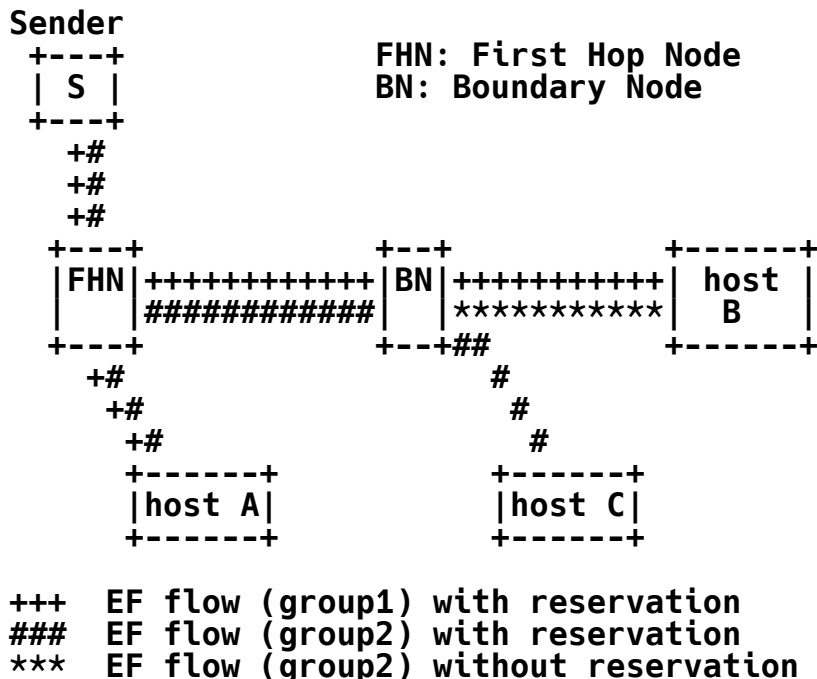 Sender
 +---+             FHN: First Hop Node
 | S |             BN: Boundary Node
 +---+
   +#
   +#
   +#
  +---+            +--+           +------+
  |FHN|++++++++++++|BN|+++++++++++| host |
  |   |############|  |***********|  B   |
  +---+            +--+##         +------+
    +#                   #
     +#                   #
      +#                   #
      +------+           +------+
      |host A|           |host C|
      +------+           +------+

+++  EF flow (group1) with reservation
###  EF flow (group2) with reservation
***  EF flow (group2) without reservation